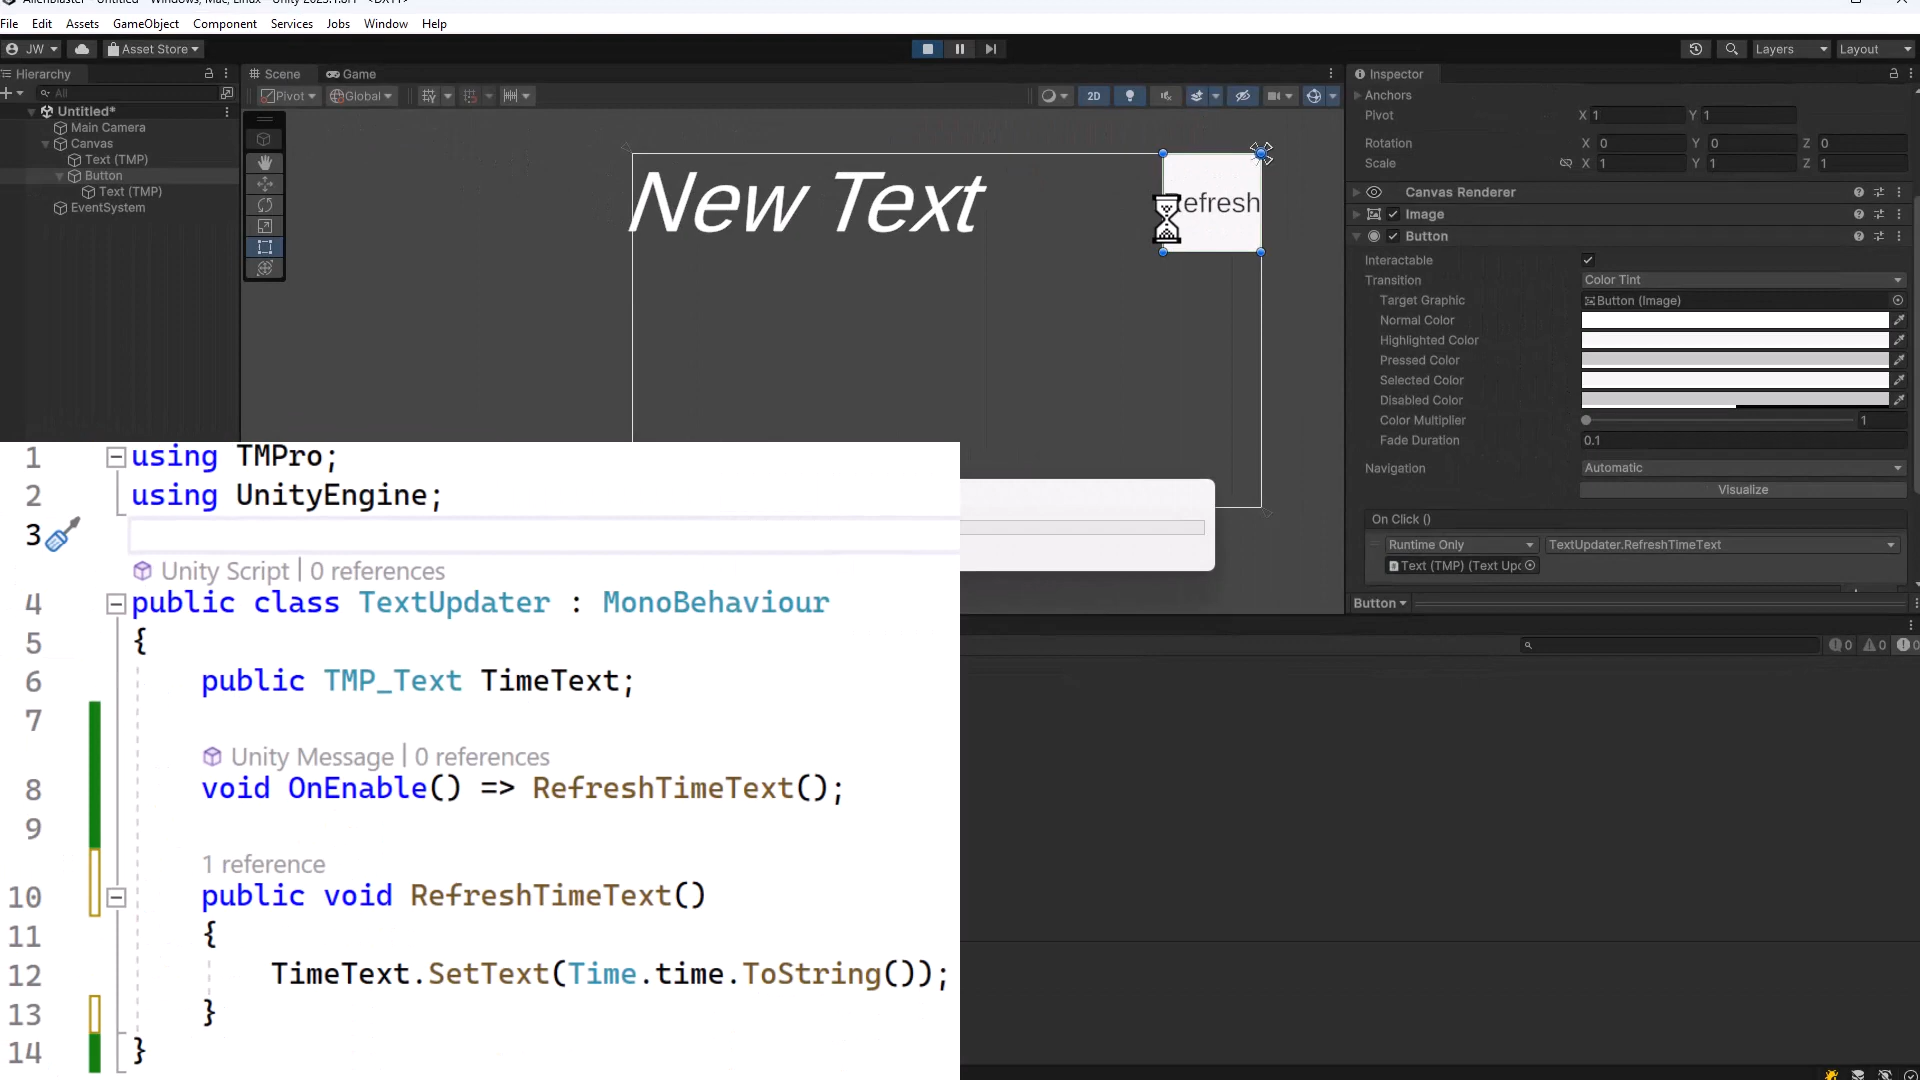 File Edit Assets GameObject Component Services Jobs Window Help
JW Asset Store Layers Layout
Hierarchy
All
Untitled*
Main Camera
Canvas
Text (TMP)
Button
Text (TMP)
EventSystem
Scene Game
Pivot Global 2D
New Text
efresh
Inspector
Anchors
Pivot X 1 Y 1
Rotation X 0 Y 0 Z 0
Scale X 1 Y 1 Z 1
Canvas Renderer
Image
Button
Interactable
Transition Color Tint
Target Graphic Button (Image)
Normal Color
Highlighted Color
Pressed Color
Selected Color
Disabled Color
Color Multiplier 1
Fade Duration 0.1
Navigation Automatic
Visualize
On Click ()
Runtime Only TextUpdater.RefreshTimeText
Text (TMP) (Text Upc
Button
0 0 0
1 using TMPro;
2 using UnityEngine;
3
Unity Script | 0 references
4 public class TextUpdater : MonoBehaviour
5 {
6 public TMP_Text TimeText;
7
Unity Message | 0 references
8 void OnEnable() => RefreshTimeText();
9
1 reference
10 public void RefreshTimeText()
11 {
12 TimeText.SetText(Time.time.ToString());
13 }
14 }